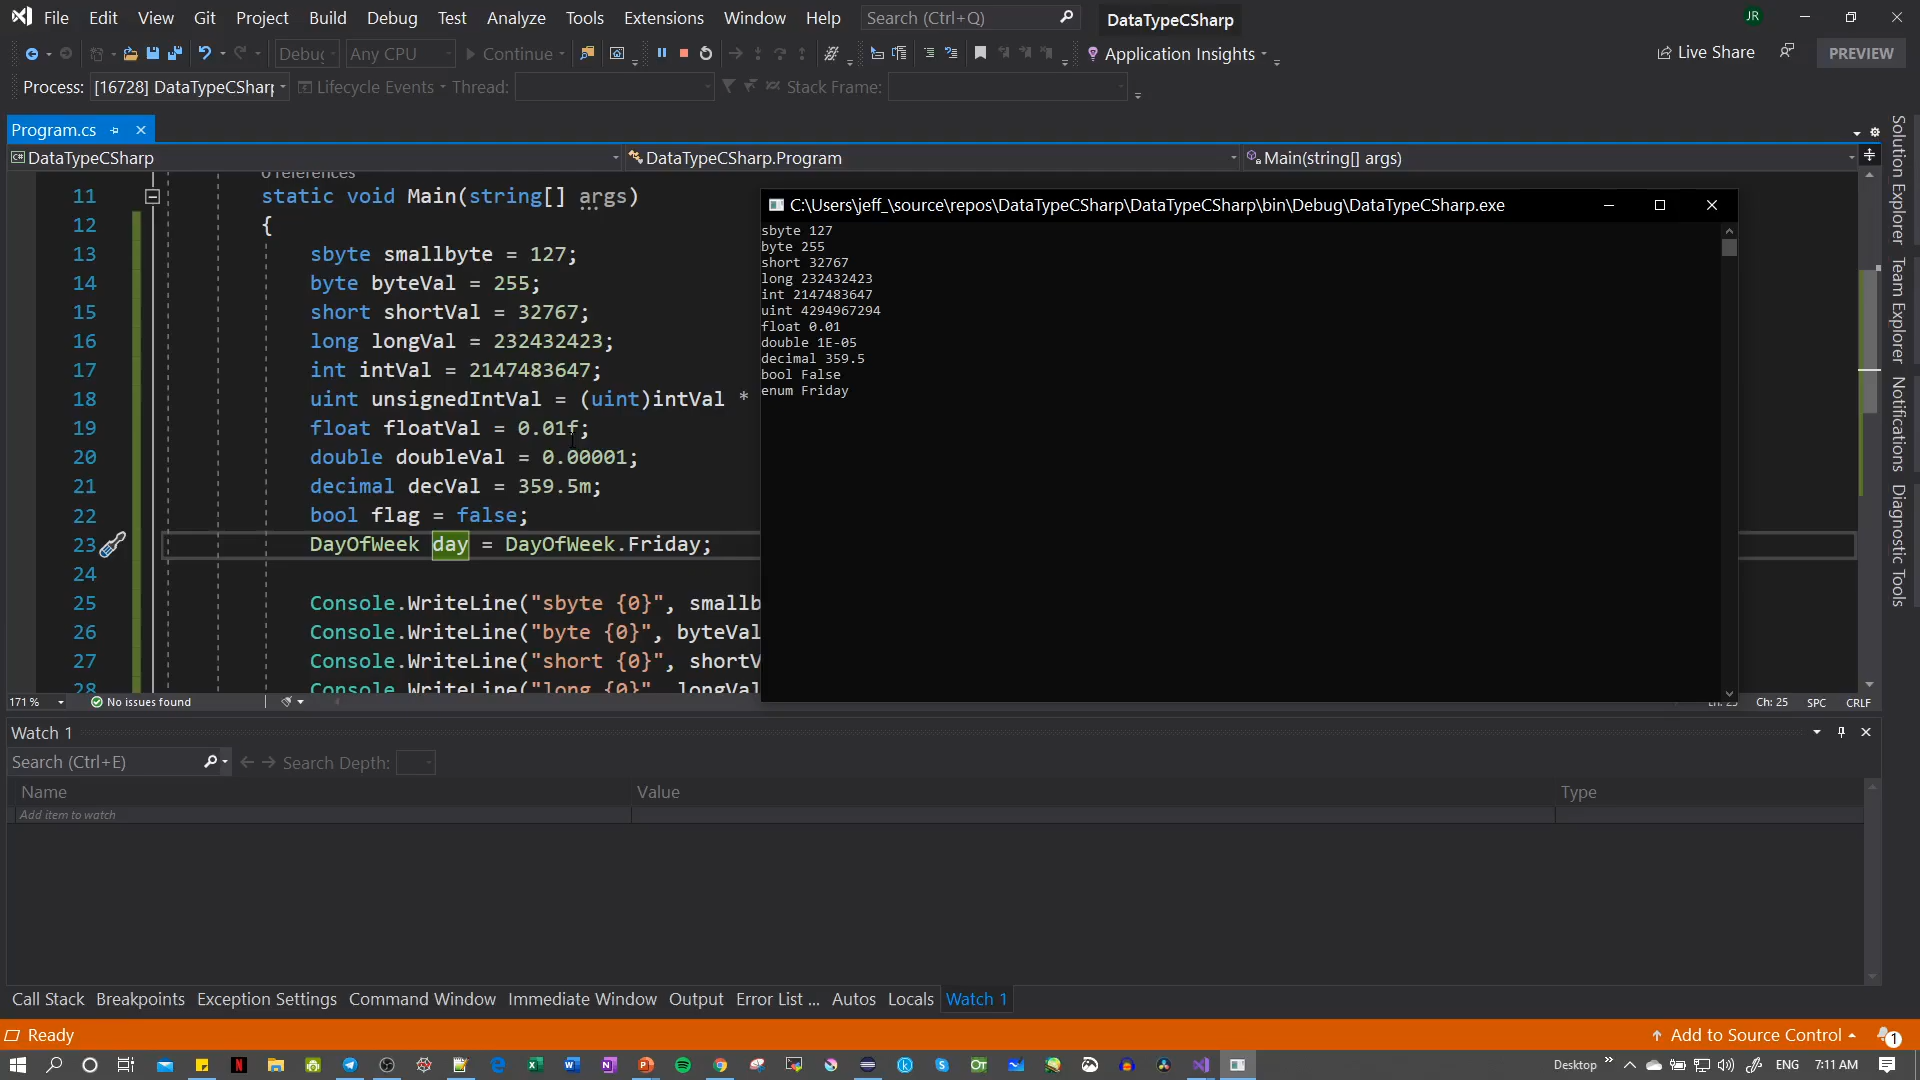 File Edit View Git Project Build Debug Test Analyze Tools Extensions Window Help Search (Ctrl+Q) DataTypeCSharp JR
Debug Any CPU Continue Application Insights Live Share PREVIEW
Process: [16728] DataTypeCSharp Lifecycle Events Thread: Stack Frame:
Program.cs
DataTypeCSharp DataTypeCSharp.Program Main(string[] args)
0 references
11 static void Main(string[] args)
12 {
13 sbyte smallbyte = 127;
14 byte byteVal = 255;
15 short shortVal = 32767;
16 long longVal = 232432423;
17 int intVal = 2147483647;
18 uint unsignedIntVal = (uint)intVal *
19 float floatVal = 0.01f;
20 double doubleVal = 0.00001;
21 decimal decVal = 359.5m;
22 bool flag = false;
23 DayOfWeek day = DayOfWeek.Friday;
24
25 Console.WriteLine("sbyte {0}", smallb
26 Console.WriteLine("byte {0}", byteVal
27 Console.WriteLine("short {0}", shortV
28 Console.WriteLine("long {0}", longVal
C:\Users\jeff_\source\repos\DataTypeCSharp\DataTypeCSharp\bin\Debug\DataTypeCSharp.exe
sbyte 127
byte 255
short 32767
long 232432423
int 2147483647
uint 4294967294
float 0.01
double 1E-05
decimal 359.5
bool False
enum Friday
Solution Explorer
Team Explorer
Notifications
Diagnostic Tools
171 % No issues found Ch: 25 SPC CRLF
Watch 1
Search (Ctrl+E) Search Depth:
Name Value Type
Add item to watch
Call Stack Breakpoints Exception Settings Command Window Immediate Window Output Error List ... Autos Locals Watch 1
Ready Add to Source Control 1
Desktop ENG 7:11 AM